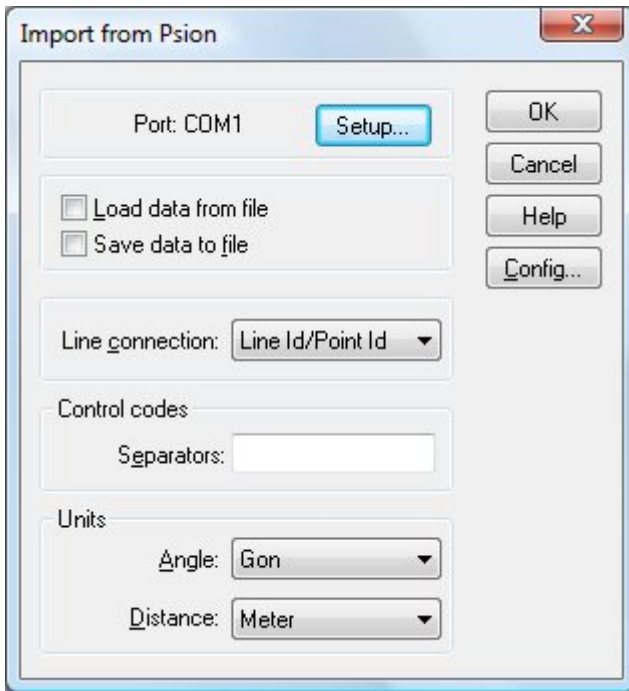 Import from Psion
Port: COM1
Setup...
OK
Cancel
Help
Config...
Load data from file
Save data to file
Line connection: Line Id/Point Id
Control codes
Separators:
Units
Angle: Gon
Distance: Meter